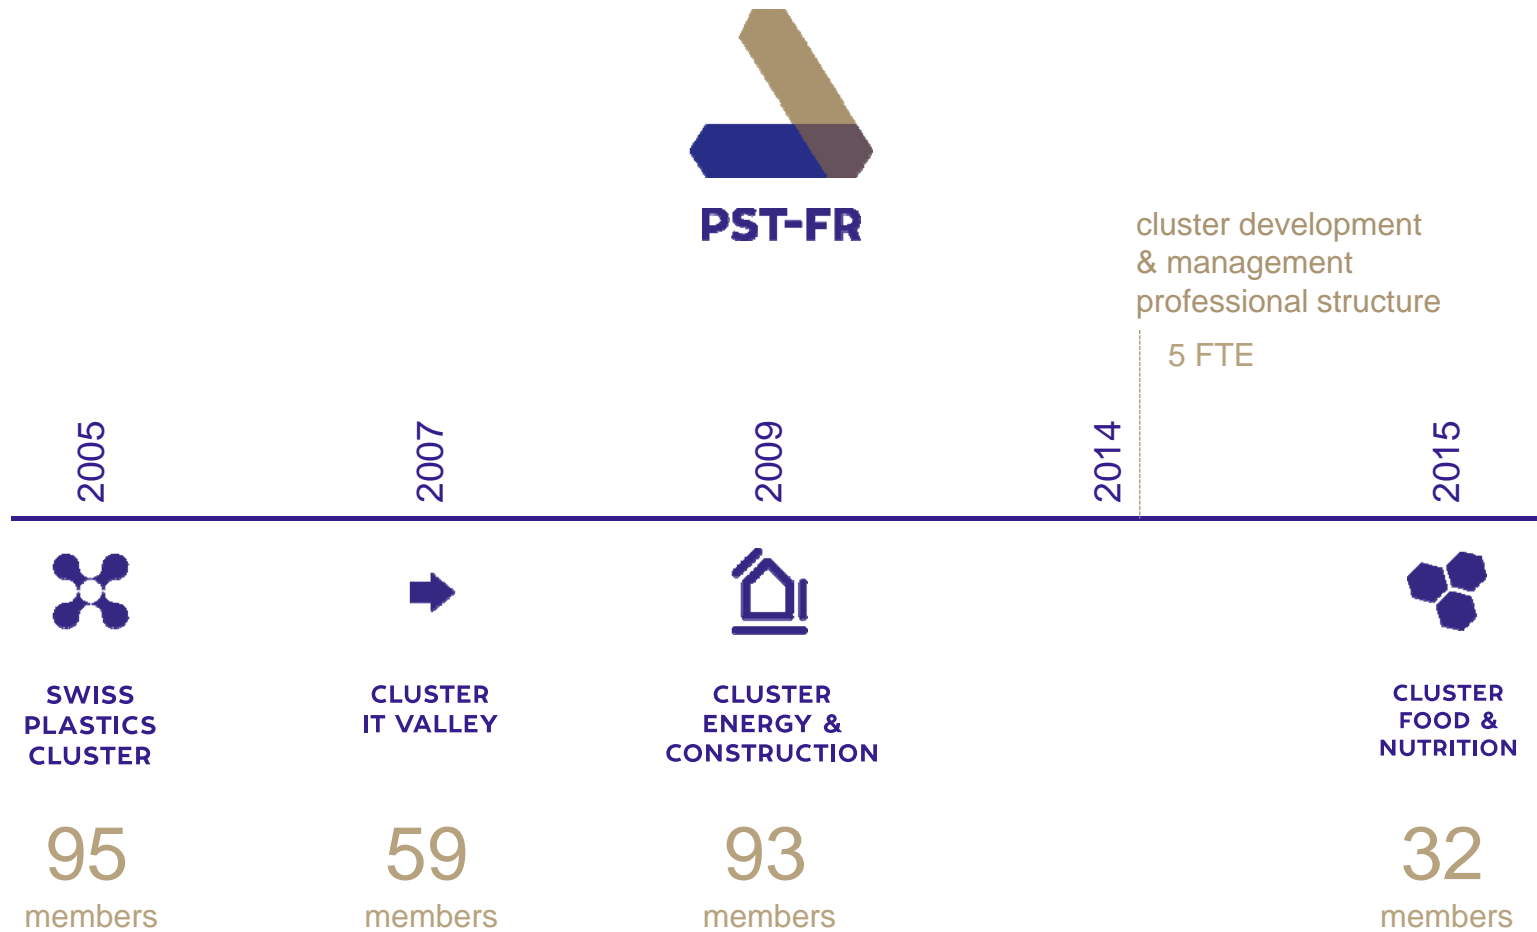 PST-FR
cluster development
& management
professional structure
5 FTE
2005
2007
2009
2014
2015
SWISS
PLASTICS
CLUSTER
CLUSTER
IT VALLEY
CLUSTER
ENERGY &
CONSTRUCTION
CLUSTER
FOOD &
NUTRITION
95
members
59
members
93
members
32
members